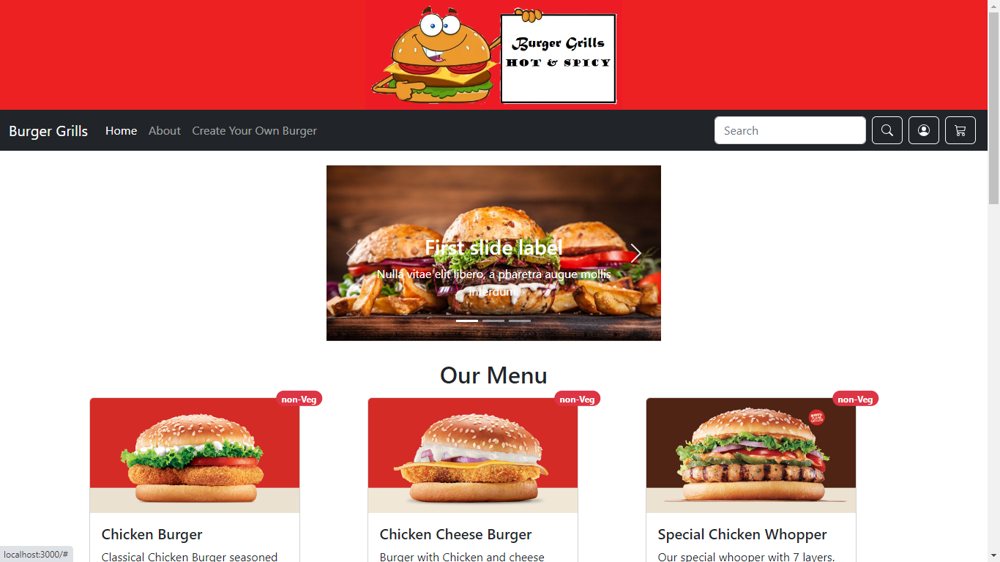 Burger Grills
HOT & SPICY
Burger Grills Home About Create Your Own Burger Search
First slide label
Nulla vitae elit libero, a pharetra augue mollis
interdum.
Our Menu
non-Veg non-Veg non-Veg
Chicken Burger Chicken Cheese Burger Special Chicken Whopper
Classical Chicken Burger seasoned Burger with Chicken and cheese Our special whooper with 7 layers.
localhost:3000/#